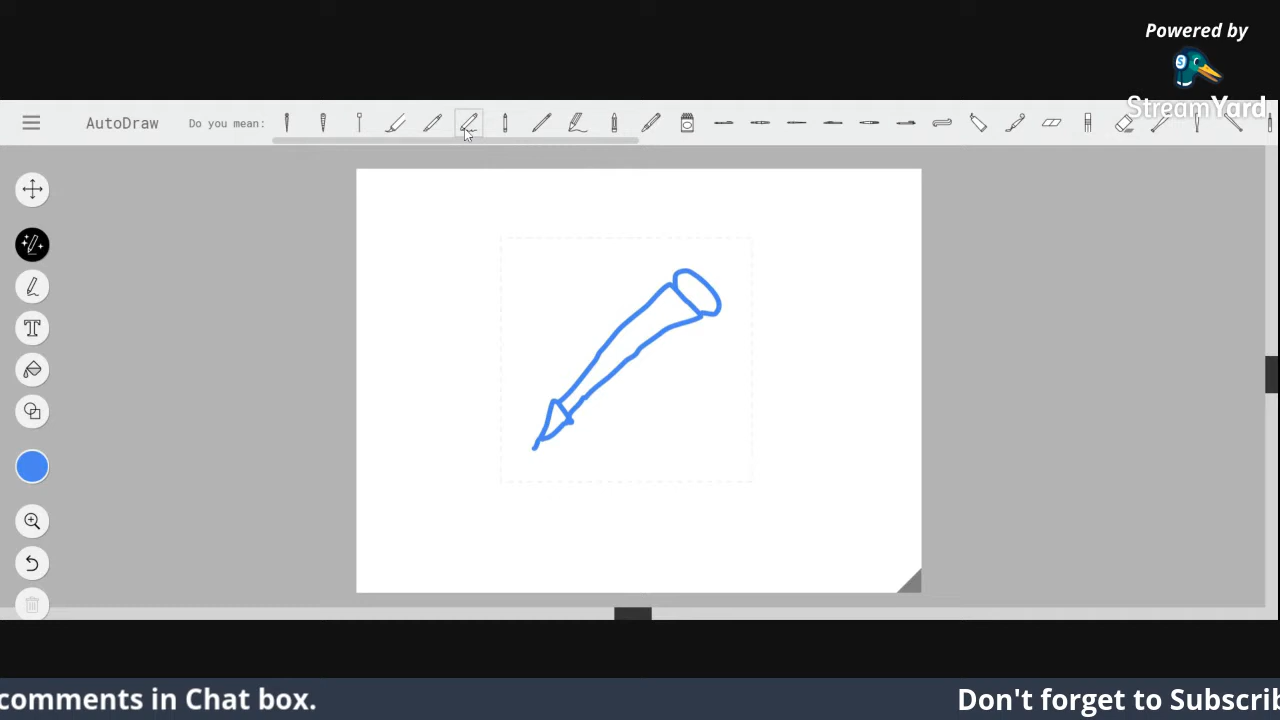 Powered by
StreamYard
AutoDraw
Do you mean:
T
comments in Chat box.
Don't forget to Subscrib